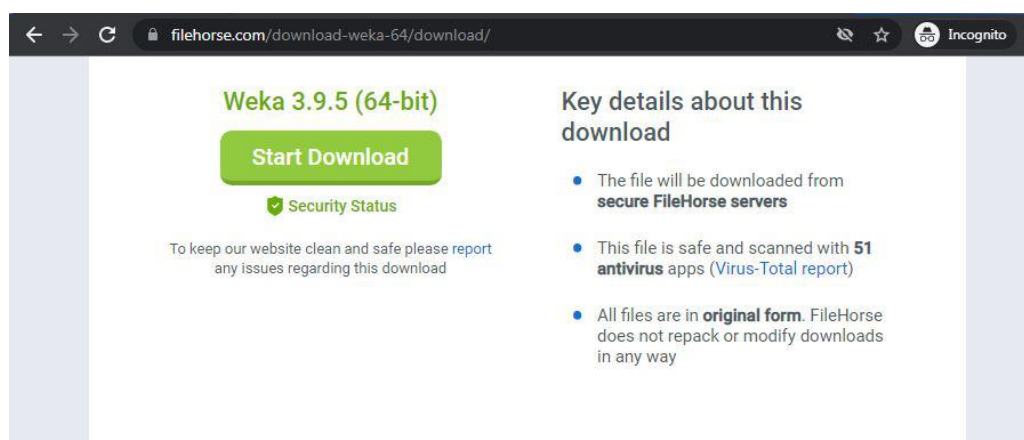 filehorse.com/download-weka-64/download/
Incognito
Weka 3.9.5 (64-bit)
Start Download
Security Status
To keep our website clean and safe please report
any issues regarding this download
Key details about this
download
The file will be downloaded from
secure FileHorse servers
This file is safe and scanned with 51
antivirus apps (Virus-Total report)
All files are in original form. FileHorse
does not repack or modify downloads
in any way